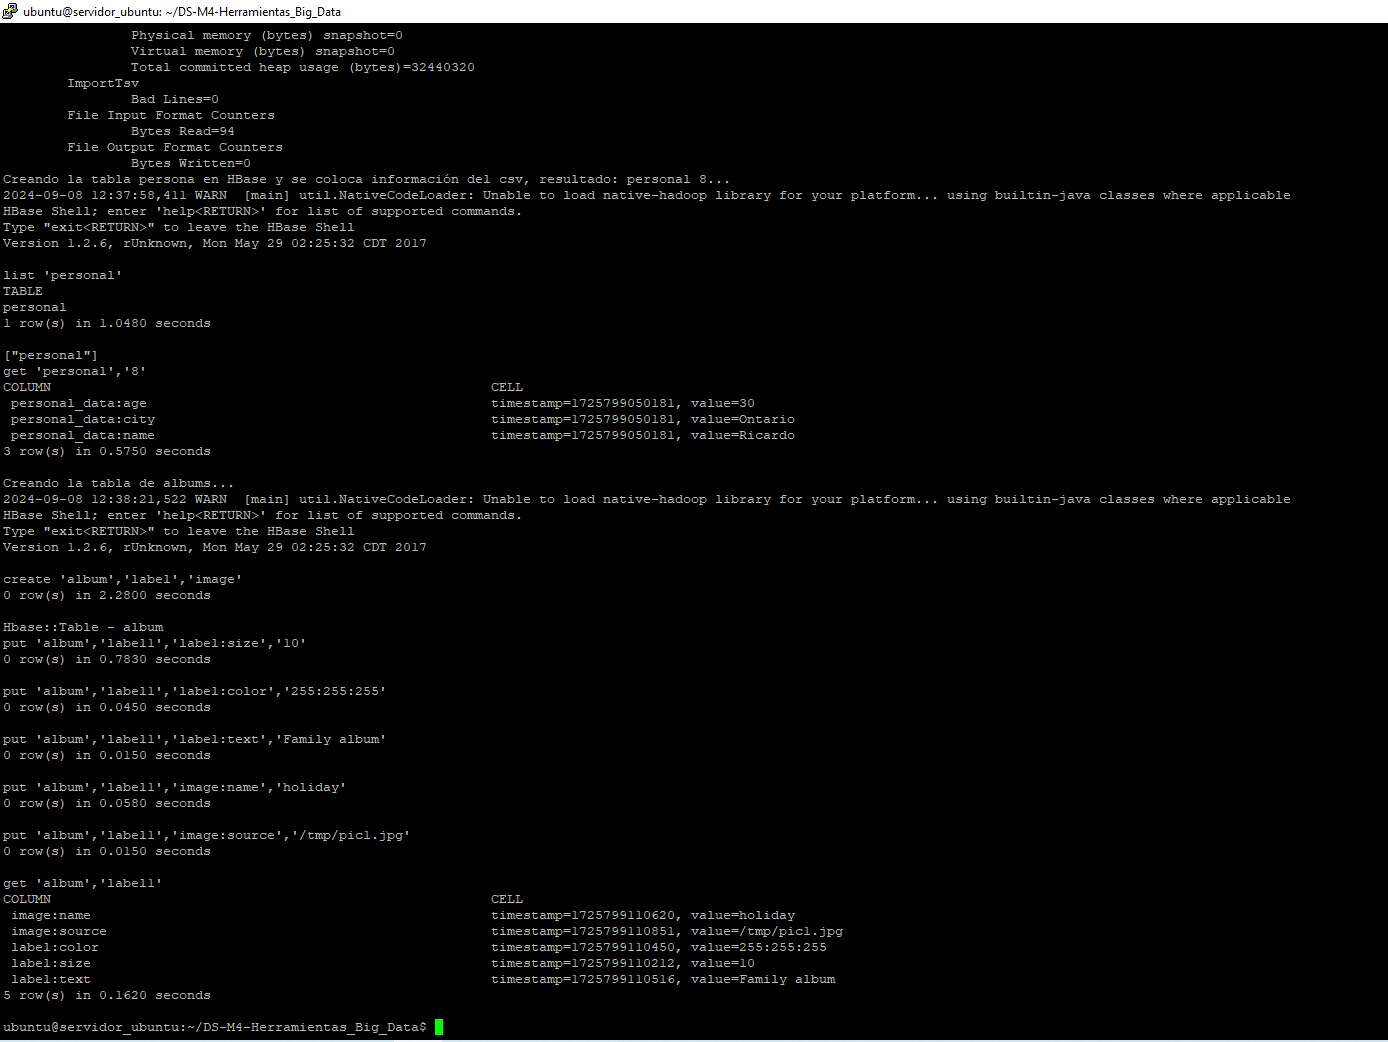 ubuntu@servidor_ubuntu: ~/DS-M4-Herramientas_Big_Data
Physical memory (bytes) snapshot=0
Virtual memory (bytes) snapshot=0
Total committed heap usage (bytes)=32440320
ImportTsv
Bad Lines=0
File Input Format Counters
Bytes Read=94
File Output Format Counters
Bytes Written=0
Creando la tabla persona en HBase y se coloca información del csv, resultado: personal 8...
2024-09-08 12:37:58,411 WARN  [main] util.NativeCodeLoader: Unable to load native-hadoop library for your platform... using builtin-java classes where applicable
HBase Shell; enter 'help<RETURN>' for list of supported commands.
Type "exit<RETURN>" to leave the HBase Shell
Version 1.2.6, rUnknown, Mon May 29 02:25:32 CDT 2017
list 'personal'
TABLE
personal
1 row(s) in 1.0480 seconds
["personal"]
get 'personal','8'
COLUMN CELL
personal_data:age timestamp=1725799050181, value=30
personal_data:city timestamp=1725799050181, value=Ontario
personal_data:name timestamp=1725799050181, value=Ricardo
3 row(s) in 0.5750 seconds
Creando la tabla de albums...
2024-09-08 12:38:21,522 WARN  [main] util.NativeCodeLoader: Unable to load native-hadoop library for your platform... using builtin-java classes where applicable
HBase Shell; enter 'help<RETURN>' for list of supported commands.
Type "exit<RETURN>" to leave the HBase Shell
Version 1.2.6, rUnknown, Mon May 29 02:25:32 CDT 2017
create 'album','label','image'
0 row(s) in 2.2800 seconds
Hbase::Table - album
put 'album','label1','label:size','10'
0 row(s) in 0.7830 seconds
put 'album','label1','label:color','255:255:255'
0 row(s) in 0.0450 seconds
put 'album','label1','label:text','Family album'
0 row(s) in 0.0150 seconds
put 'album','label1','image:name','holiday'
0 row(s) in 0.0580 seconds
put 'album','label1','image:source','/tmp/pic1.jpg'
0 row(s) in 0.0150 seconds
get 'album','label1'
COLUMN CELL
image:name timestamp=1725799110620, value=holiday
image:source timestamp=1725799110851, value=/tmp/pic1.jpg
label:color timestamp=1725799110450, value=255:255:255
label:size timestamp=1725799110212, value=10
label:text timestamp=1725799110516, value=Family album
5 row(s) in 0.1620 seconds
ubuntu@servidor_ubuntu:~/DS-M4-Herramientas_Big_Data$